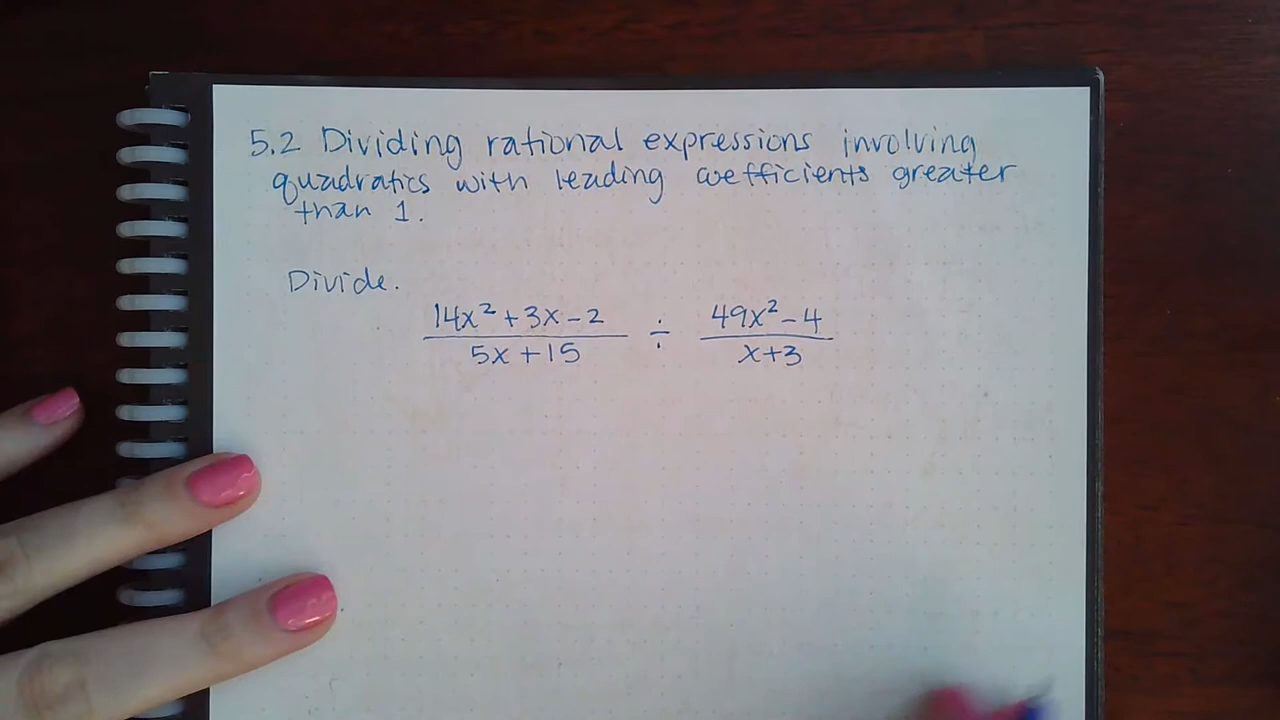 5.2 Dividing rational expressions involving
quadratics with leading coefficients greater
than 1.
Divide.
14x² + 3x - 2 ÷ 49x² - 4
5x + 15 x+3